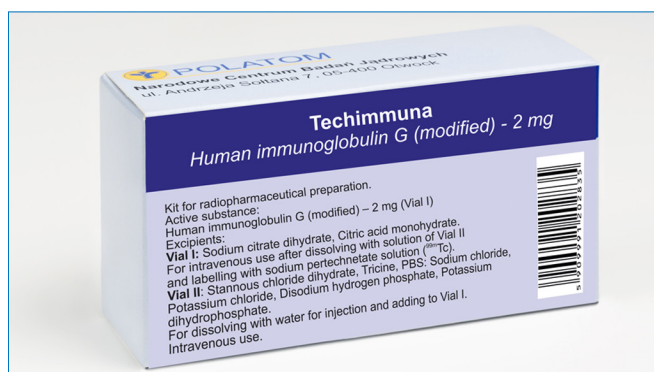 POLATOM
Narodowe Centrum Badań Jądrowych
ul. Andrzeja Sołtana 7, 05-400 Otwock
Techimmuna
Human immunoglobulin G (modified) - 2 mg
Kit for radiopharmaceutical preparation.
Active substance:
Human immunoglobulin G (modified) – 2 mg (Vial I)
Excipients:
Vial I: Sodium citrate dihydrate, Citric acid monohydrate.
For intravenous use after dissolving with solution of Vial II
and labelling with sodium pertechnetate solution (⁹⁹ᵐTc).
Vial II: Stannous chloride dihydrate, Tricine, PBS: Sodium chloride,
Potassium chloride, Disodium hydrogen phosphate, Potassium
dihydrophosphate.
For dissolving with water for injection and adding to Vial I.
Intravenous use.
5909991202835